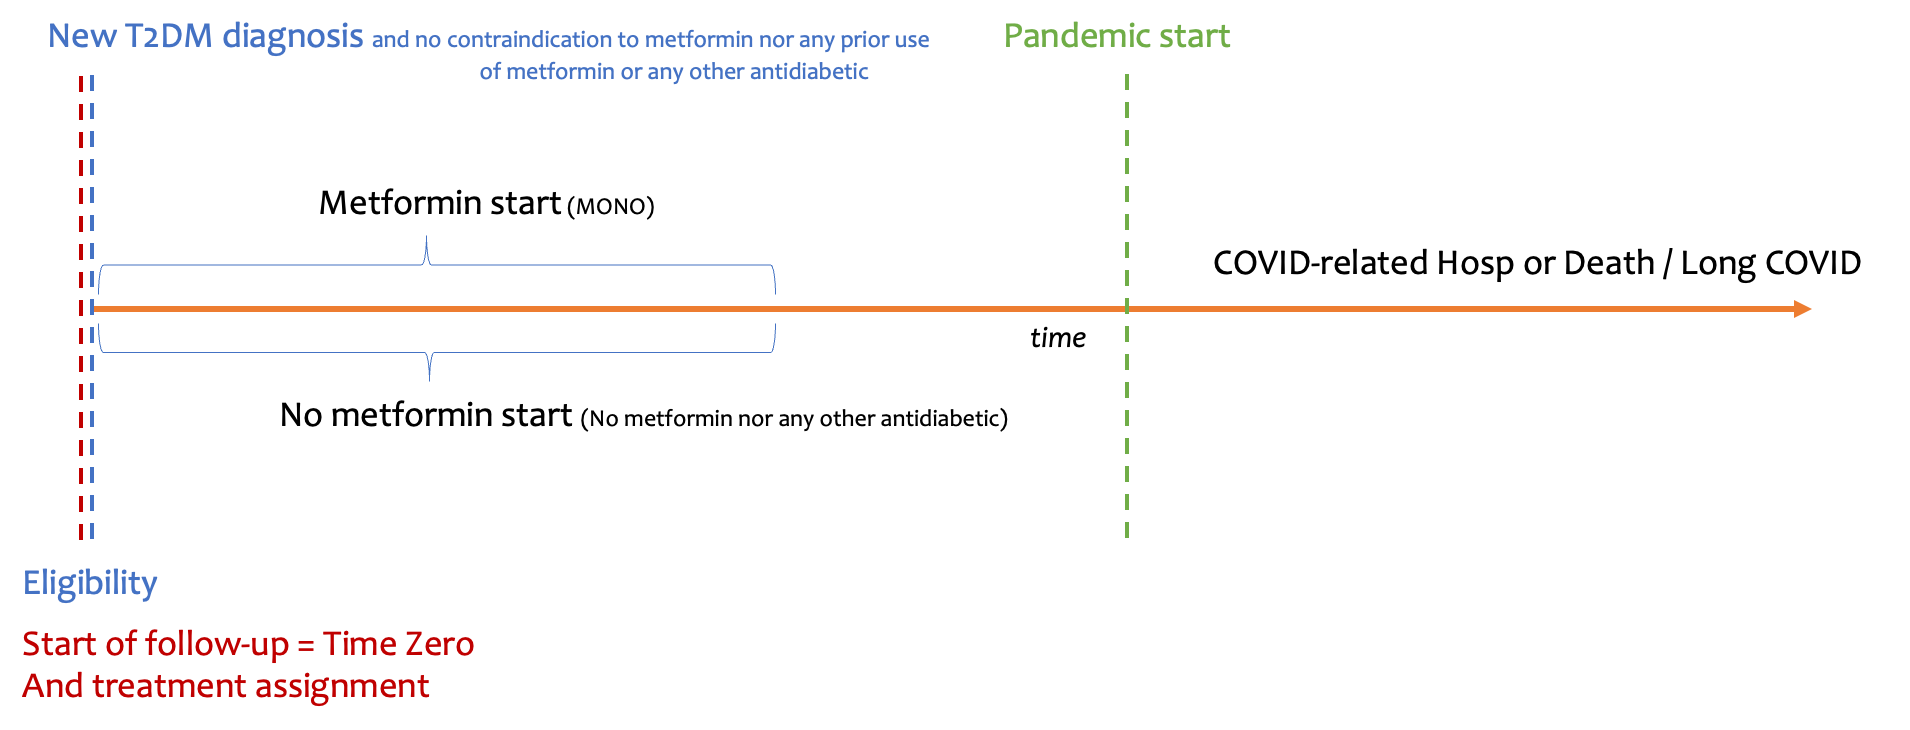 New T2DM diagnosis and no contraindication to metformin nor any prior use
of metformin or any other antidiabetic
Pandemic start
Metformin start (MONO)
COVID-related Hosp or Death / Long COVID
time
No metformin start (No metformin nor any other antidiabetic)
Eligibility
Start of follow-up = Time Zero
And treatment assignment